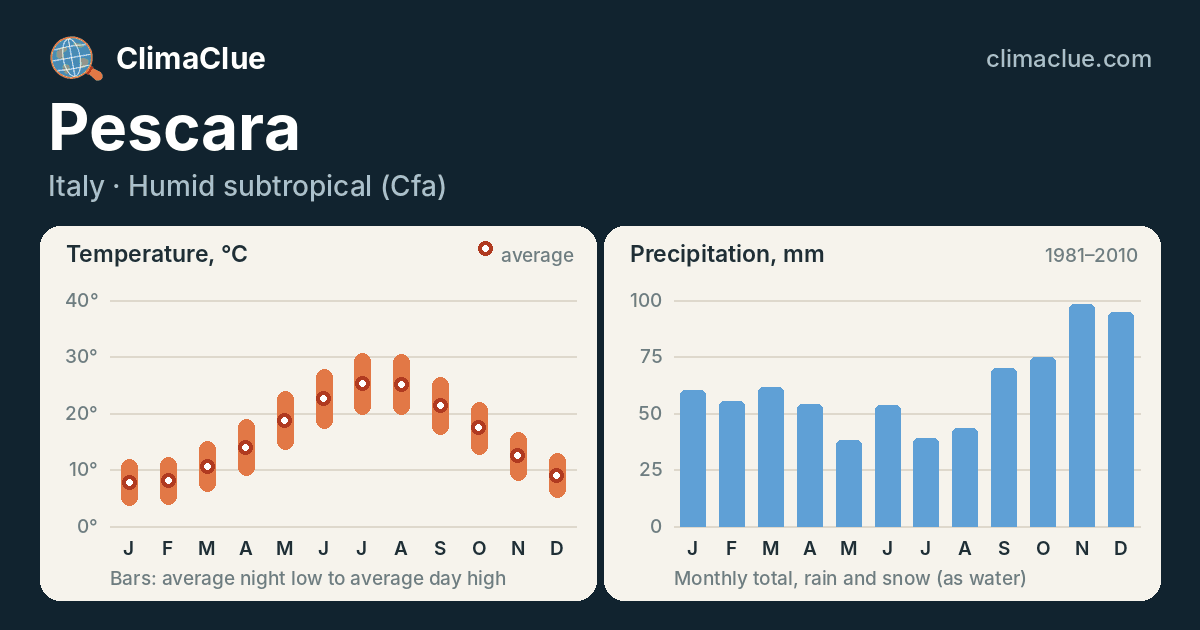 ClimaClue
climaclue.com
Pescara
Italy · Humid subtropical (Cfa)
Temperature, °C
average
40°
30°
20°
10°
0°
J F M A M J J A S O N D
Bars: average night low to average day high
Precipitation, mm
1981–2010
100
75
50
25
0
J F M A M J J A S O N D
Monthly total, rain and snow (as water)